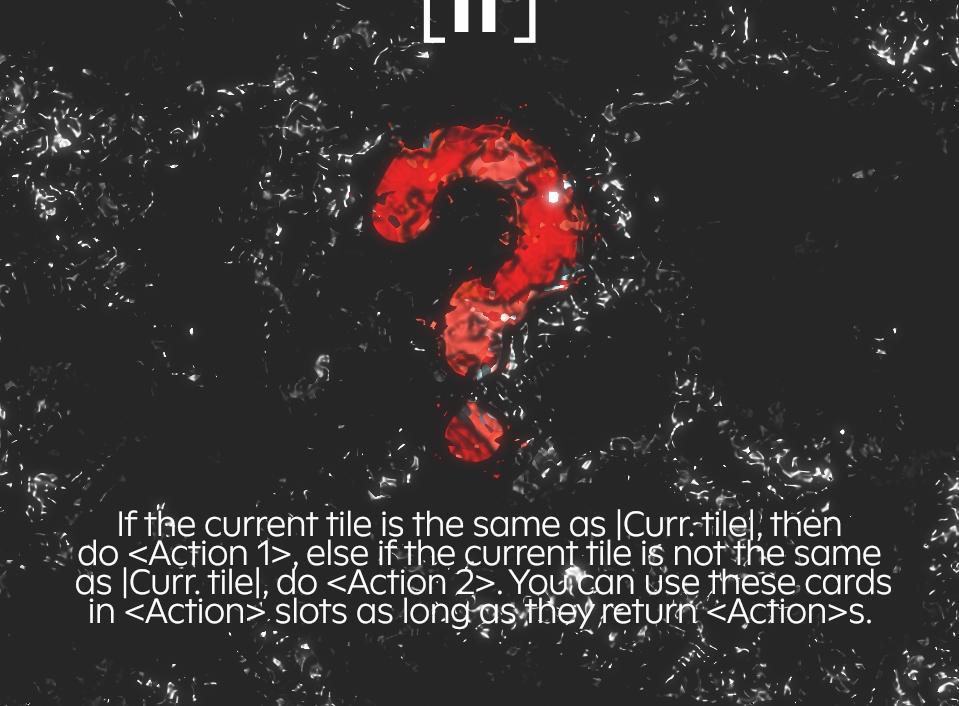 ?
If the current tile is the same as |Curr. tile|, then
do <Action 1>, else if the current tile is not the same
as |Curr. tile|, do <Action 2>. You can use these cards
in <Action> slots as long as they return <Action>s.